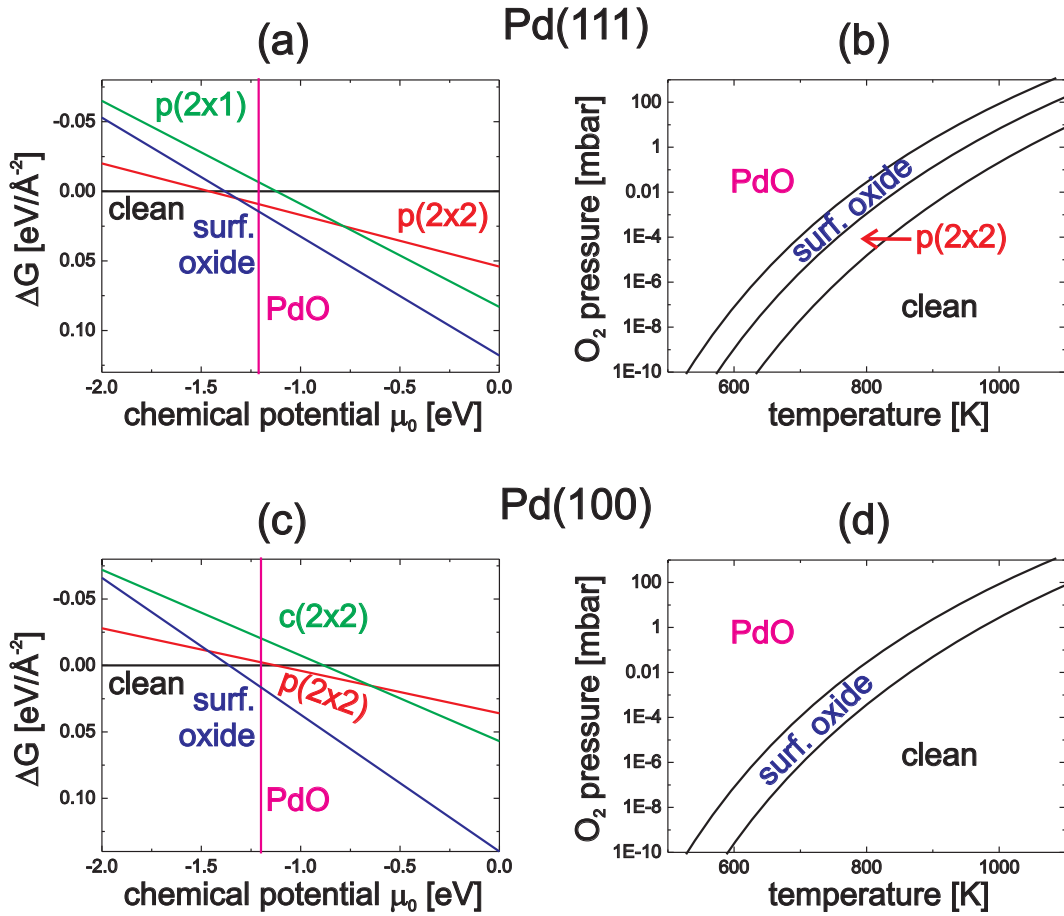 Pd(111)
(a)
(b)
p(2x1)
clean
p(2x2)
surf.
oxide
PdO
-0.05
0.00
0.05
0.10
ΔG [eV/Å⁻²]
-2.0 -1.5 -1.0 -0.5 0.0
chemical potential μ₀ [eV]
PdO
surf. oxide
p(2x2)
clean
100
1
0.01
1E-4
1E-6
1E-8
1E-10
O₂ pressure [mbar]
600 800 1000
temperature [K]
Pd(100)
(c)
(d)
c(2x2)
clean
p(2x2)
surf.
oxide
PdO
-0.05
0.00
0.05
0.10
ΔG [eV/Å⁻²]
-2.0 -1.5 -1.0 -0.5 0.0
chemical potential μ₀ [eV]
PdO
surf. oxide
clean
100
1
0.01
1E-4
1E-6
1E-8
1E-10
O₂ pressure [mbar]
600 800 1000
temperature [K]